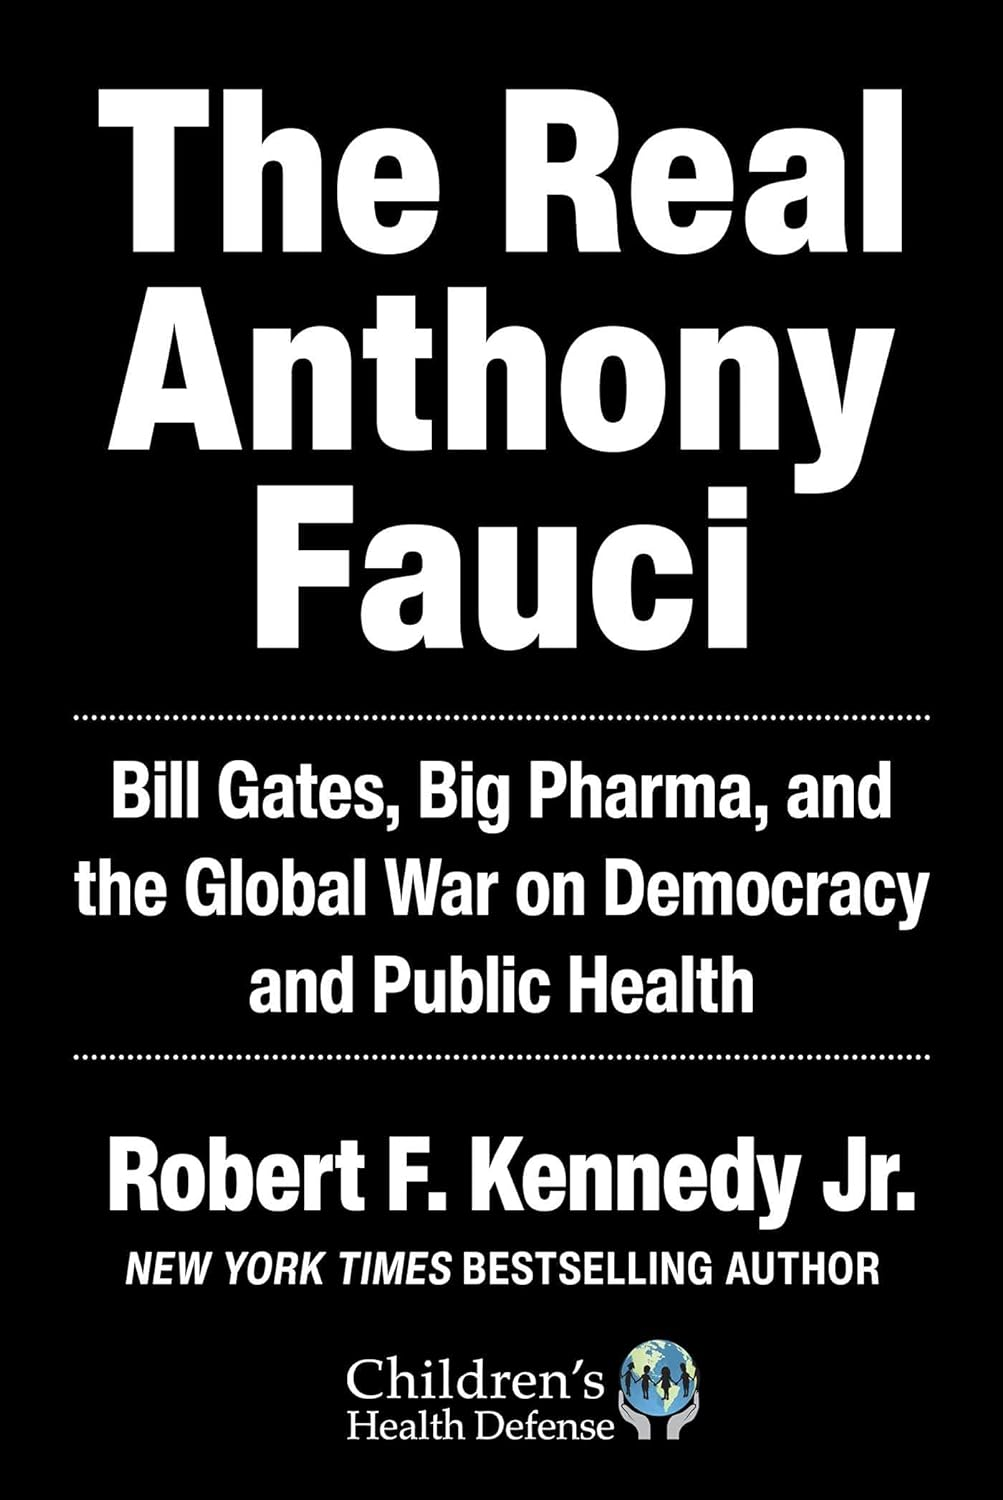 The Real
Anthony
Fauci
Bill Gates, Big Pharma, and
the Global War on Democracy
and Public Health
Robert F. Kennedy Jr.
NEW YORK TIMES BESTSELLING AUTHOR
Children's
Health Defense